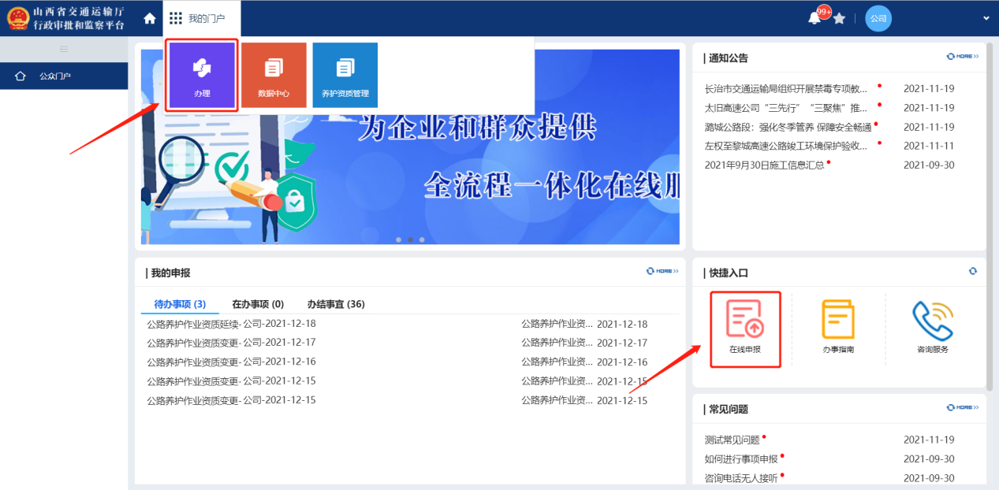 山西省交通运输厅
行政审批和监察平台
我的门户
99+
公司
公众门户
办理
数据中心
养护资质管理
为企业和群众提供
全流程一体化在线服
通知公告
MORE >>
长治市交通运输局组织开展禁毒专项教... 2021-11-19
太旧高速公司“三先行” “三聚焦”推... 2021-11-19
潞城公路段：强化冬季管养 保障安全畅通 2021-11-19
左权至黎城高速公路竣工环境保护验收... 2021-11-11
2021年9月30日施工信息汇总 2021-09-30
我的申报
MORE >>
待办事项 (3) 在办事项 (0) 办结事宜 (36)
公路养护作业资质延续- 公司-2021-12-18 公路养护作业资... 2021-12-18
公路养护作业资质变更- 公司-2021-12-17 公路养护作业资... 2021-12-17
公路养护作业资质变更- 公司-2021-12-16 公路养护作业资... 2021-12-16
公路养护作业资质变更- 公司-2021-12-15 公路养护作业资... 2021-12-15
公路养护作业资质变更- 公司-2021-12-15 公路养护作业资... 2021-12-15
快捷入口
在线申报 办事指南 咨询服务
常见问题
MORE >>
测试常见问题 2021-11-19
如何进行事项申报 2021-09-30
咨询电话无人接听 2021-09-30